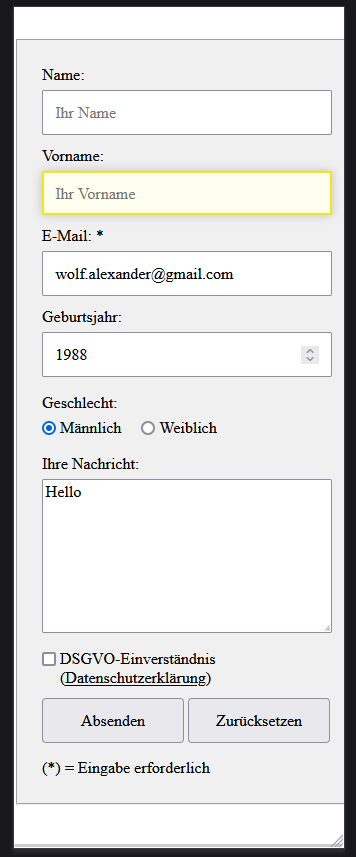 Name:
Ihr Name
Vorname:
Ihr Vorname
E-Mail: *
wolf.alexander@gmail.com
Geburtsjahr:
1988
Geschlecht:
Männlich Weiblich
Ihre Nachricht:
Hello
DSGVO-Einverständnis
(Datenschutzerklärung)
Absenden Zurücksetzen
(*) = Eingabe erforderlich